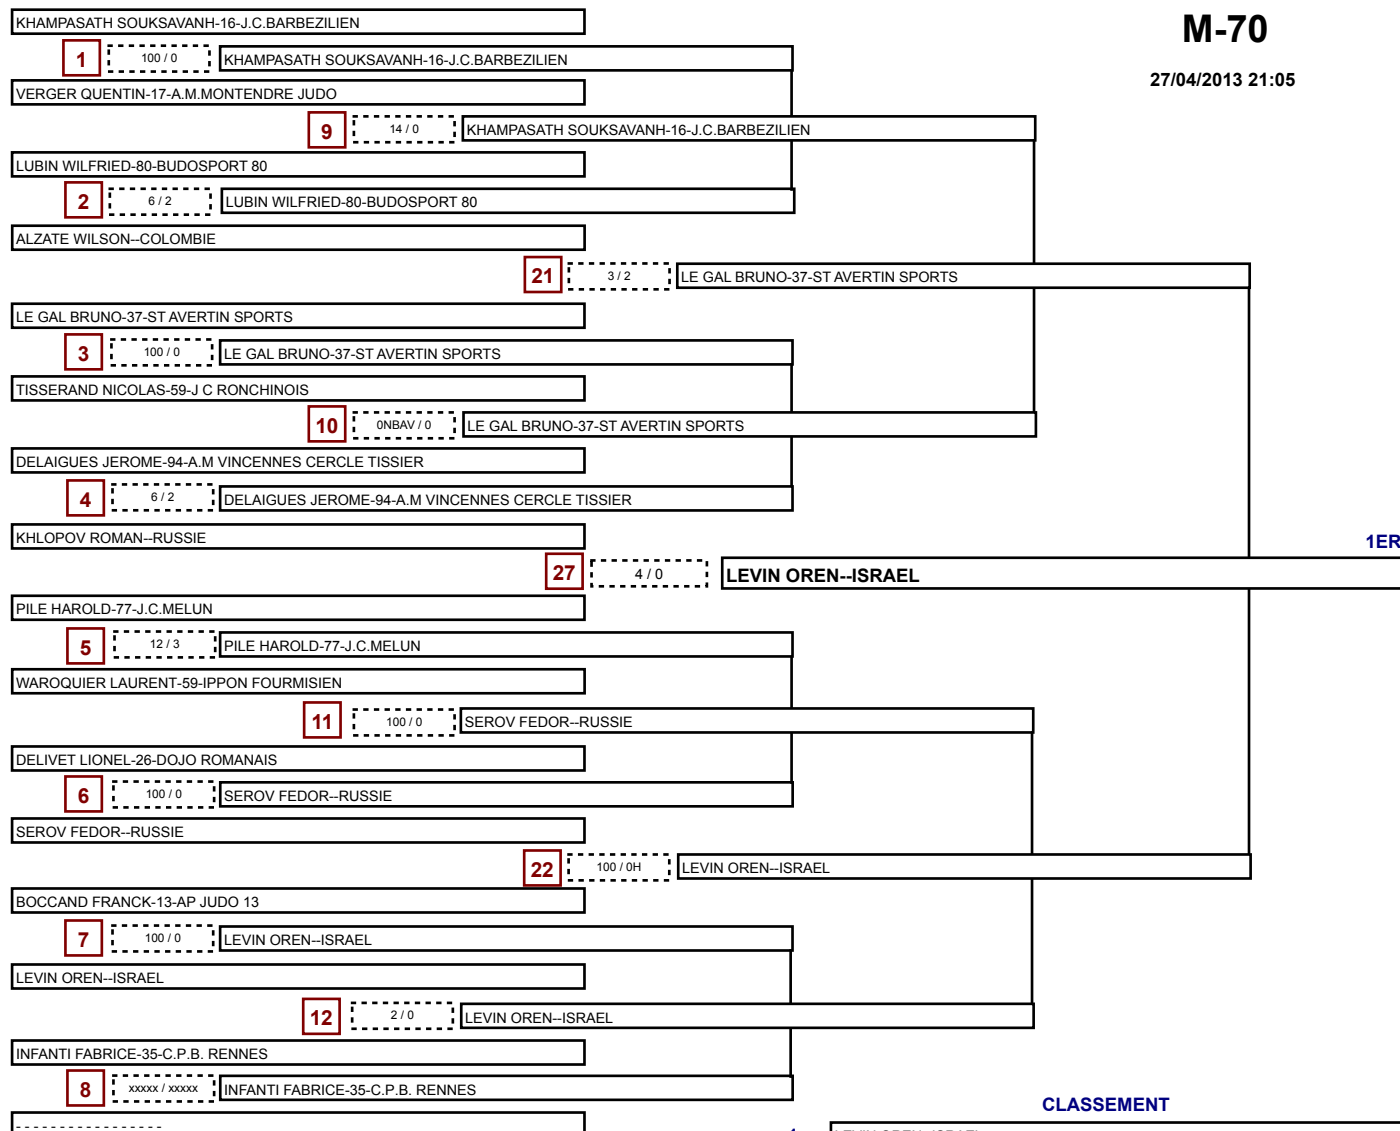 KHAMPASATH SOUKSAVANH-16-J.C.BARBEZILIEN
M-70
1
100 / 0
KHAMPASATH SOUKSAVANH-16-J.C.BARBEZILIEN
27/04/2013 21:05
VERGER QUENTIN-17-A.M.MONTENDRE JUDO
9
14 / 0
KHAMPASATH SOUKSAVANH-16-J.C.BARBEZILIEN
LUBIN WILFRIED-80-BUDOSPORT 80
2
6 / 2
LUBIN WILFRIED-80-BUDOSPORT 80
ALZATE WILSON--COLOMBIE
21
3 / 2
LE GAL BRUNO-37-ST AVERTIN SPORTS
LE GAL BRUNO-37-ST AVERTIN SPORTS
3
100 / 0
LE GAL BRUNO-37-ST AVERTIN SPORTS
TISSERAND NICOLAS-59-J C RONCHINOIS
10
0NBAV / 0
LE GAL BRUNO-37-ST AVERTIN SPORTS
DELAIGUES JEROME-94-A.M VINCENNES CERCLE TISSIER
4
6 / 2
DELAIGUES JEROME-94-A.M VINCENNES CERCLE TISSIER
KHLOPOV ROMAN--RUSSIE
1ER
27
4 / 0
LEVIN OREN--ISRAEL
PILE HAROLD-77-J.C.MELUN
5
12 / 3
PILE HAROLD-77-J.C.MELUN
WAROQUIER LAURENT-59-IPPON FOURMISIEN
11
100 / 0
SEROV FEDOR--RUSSIE
DELIVET LIONEL-26-DOJO ROMANAIS
6
100 / 0
SEROV FEDOR--RUSSIE
SEROV FEDOR--RUSSIE
22
100 / 0H
LEVIN OREN--ISRAEL
BOCCAND FRANCK-13-AP JUDO 13
7
100 / 0
LEVIN OREN--ISRAEL
LEVIN OREN--ISRAEL
12
2 / 0
LEVIN OREN--ISRAEL
INFANTI FABRICE-35-C.P.B. RENNES
8
xxxxx / xxxxx
INFANTI FABRICE-35-C.P.B. RENNES
CLASSEMENT